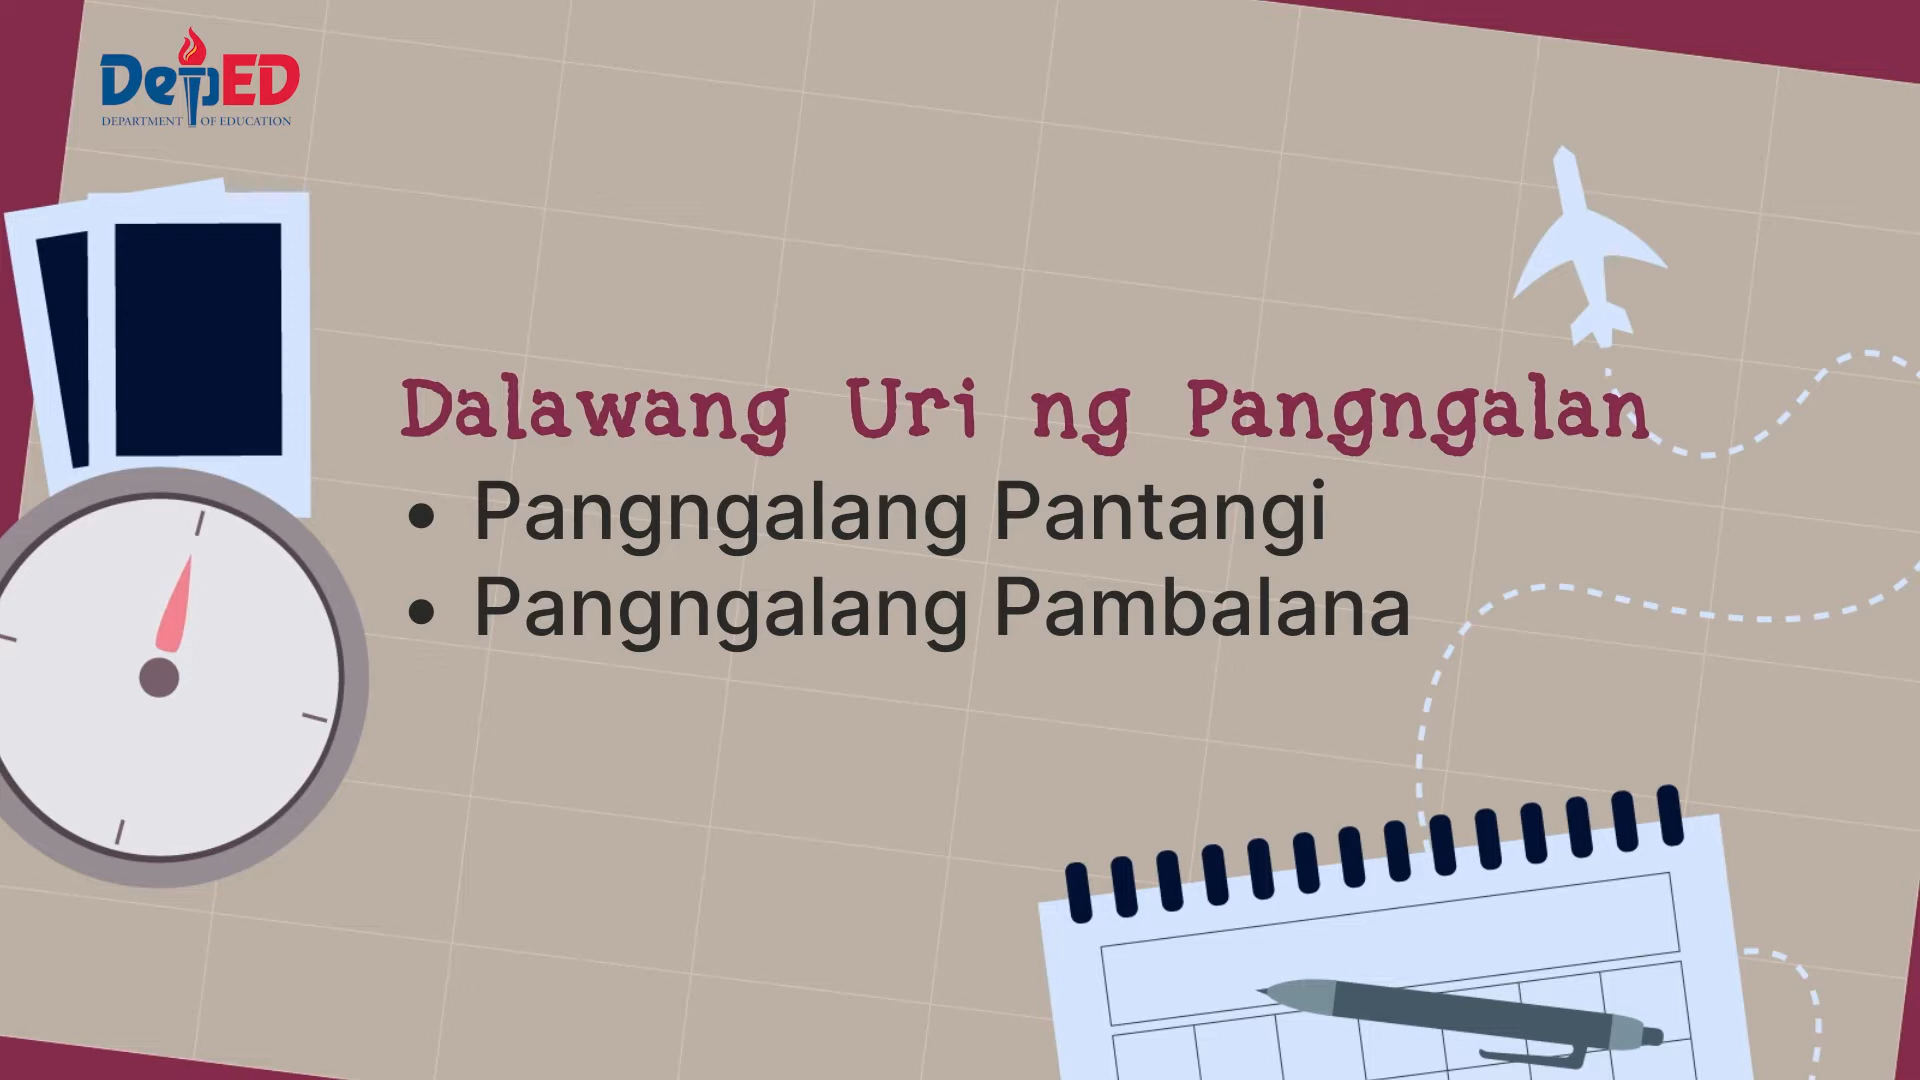 DepED
DEPARTMENT OF EDUCATION
Dalawang Uri ng Pangngalan
• Pangngalang Pantangi
• Pangngalang Pambalana